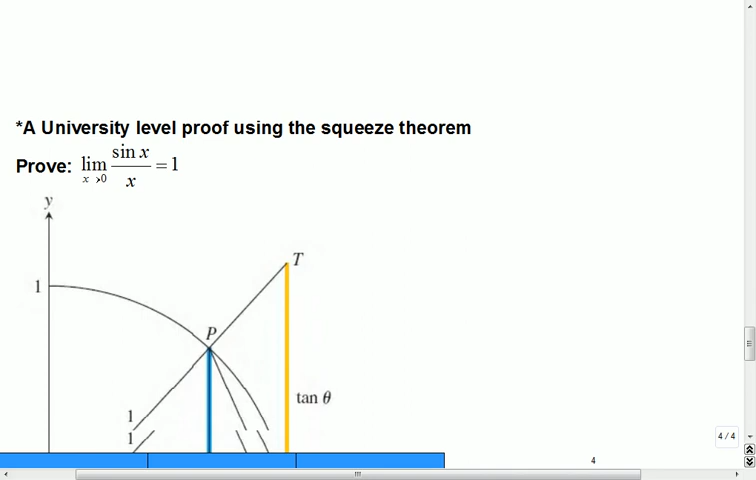 *A University level proof using the squeeze theorem
Prove: lim x→0 sin x / x = 1
y
T
1
P
tan θ
1
1
4 / 4
4